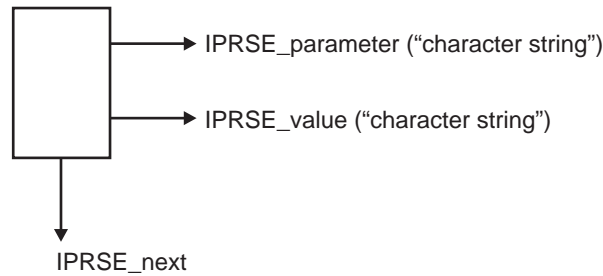 IPRSE_parameter (“character string”)
IPRSE_value (“character string”)
IPRSE_next